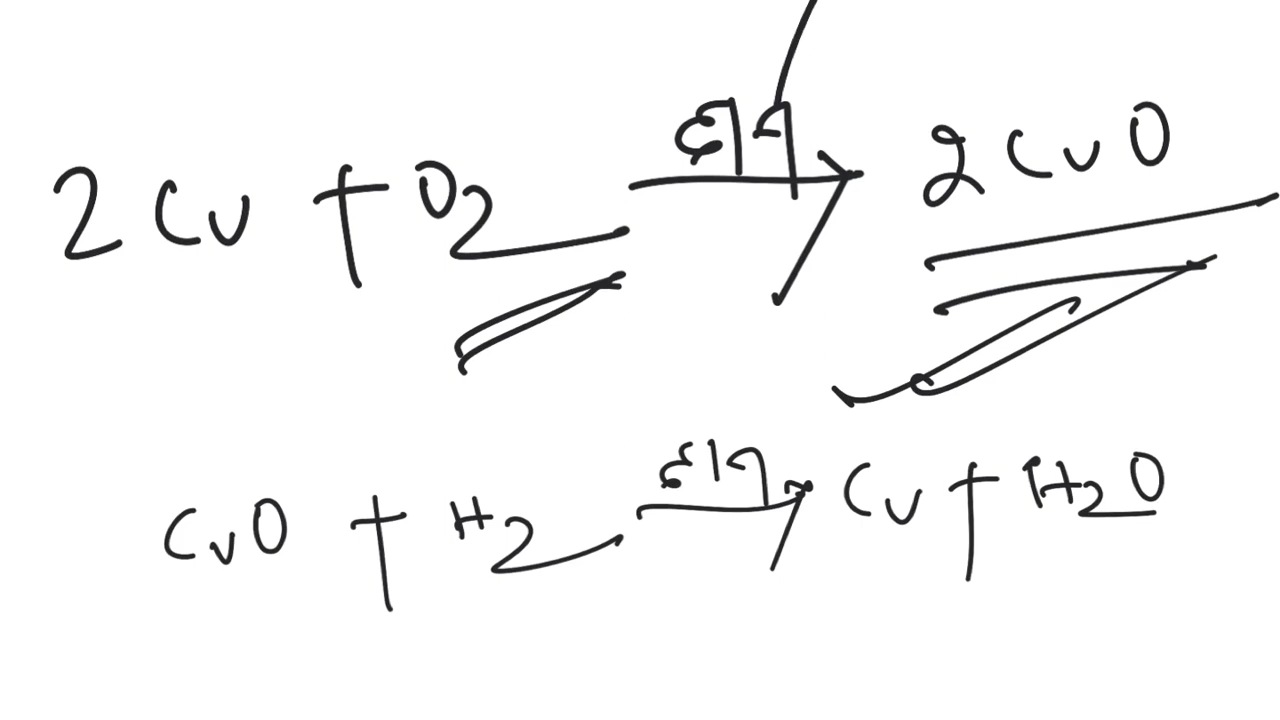 2Cu + O2 তাপ → 2CuO
CuO + H2 তাপ → Cu + H2O